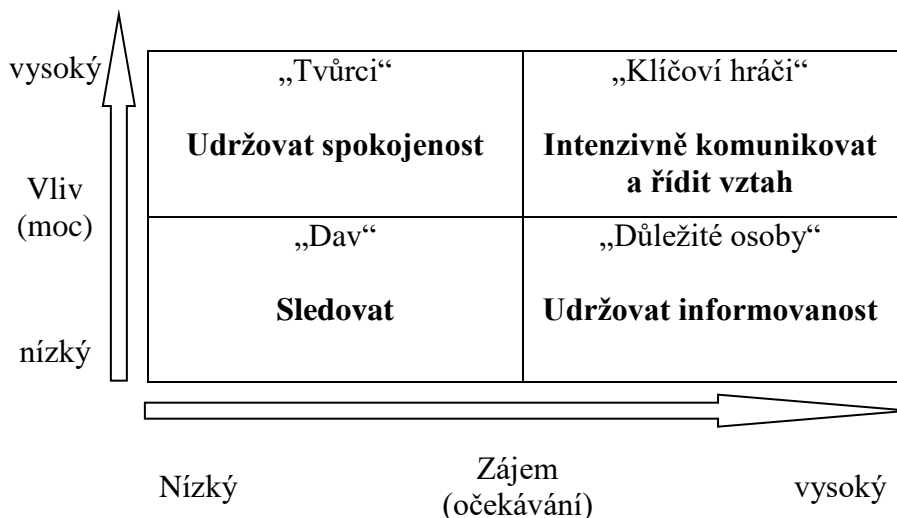 vysoký
„Tvůrci“
„Klíčoví hráči“
Udržovat spokojenost
Intenzivně komunikovat
a řídit vztah
Vliv
(moc)
„Dav“
„Důležité osoby“
Sledovat
Udržovat informovanost
nízký
Nízký
Zájem
(očekávání)
vysoký